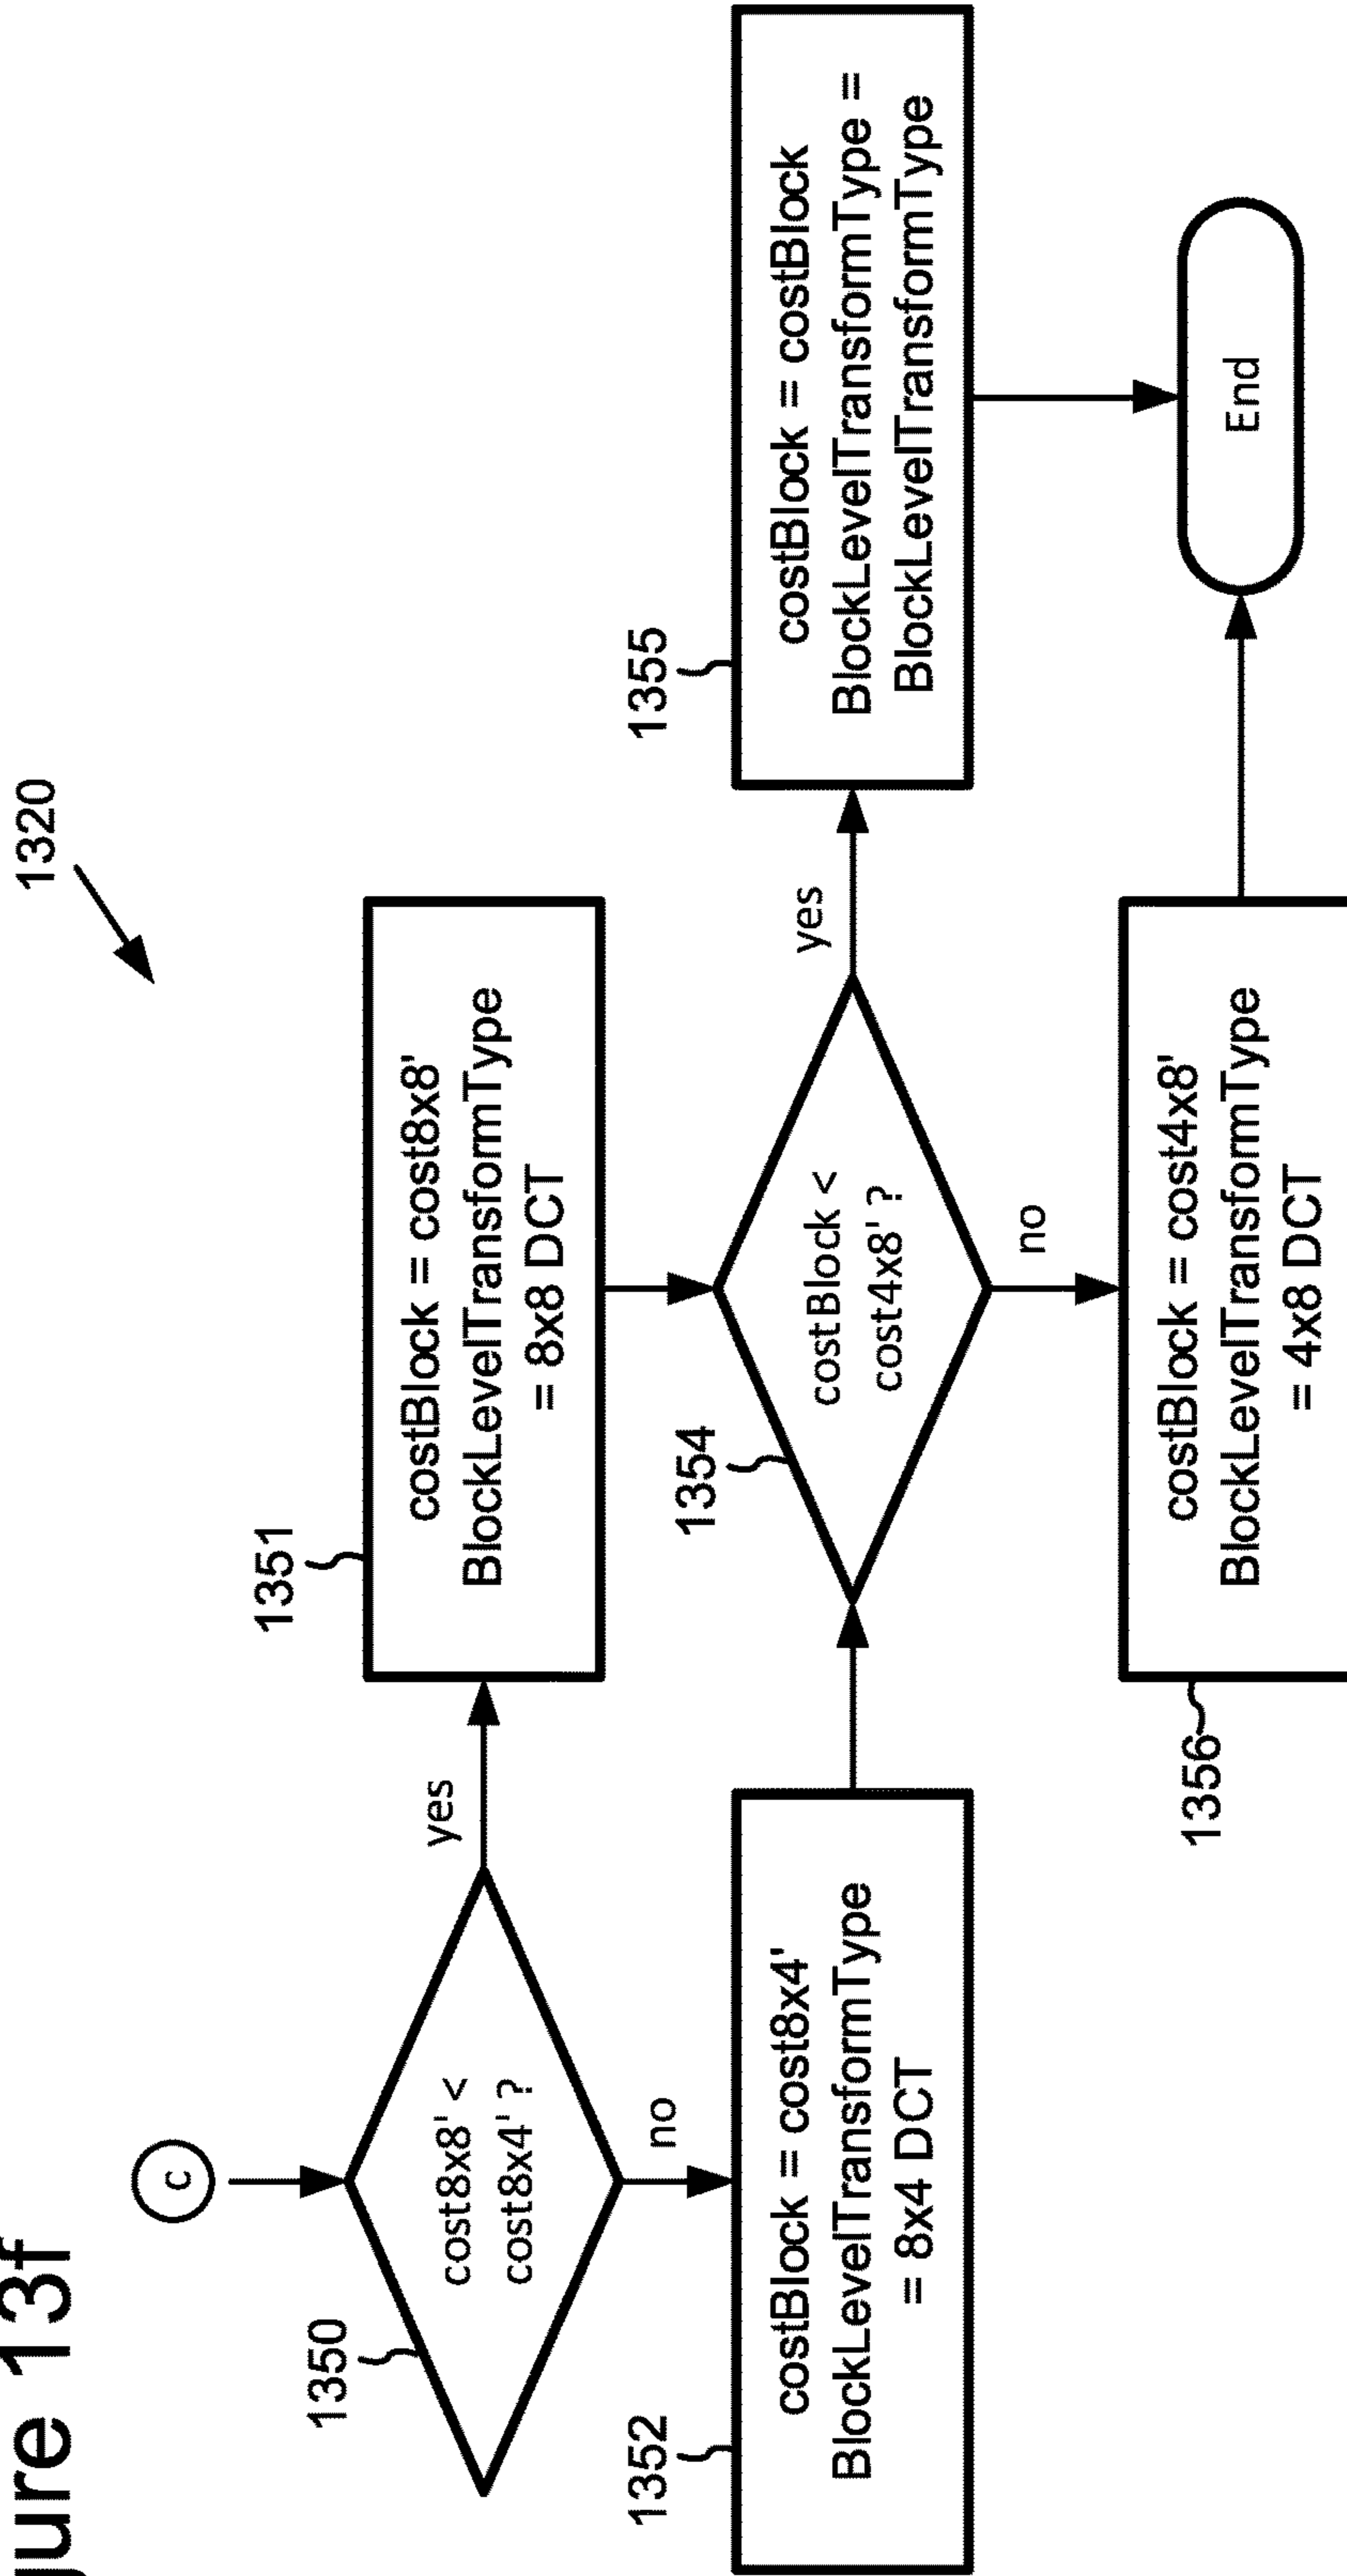 gure 13f
1320
c
1350
cost8x8' <
cost8x4' ?
yes
no
1351
costBlock = cost8x8'
BlockLevelTransformType
= 8x8 DCT
1352
costBlock = cost8x4'
BlockLevelTransformType
= 8x4 DCT
1354
costBlock <
cost4x8' ?
yes
no
1355
costBlock = costBlock
BlockLevelTransformType =
BlockLevelTransformType
1356
costBlock = cost4x8'
BlockLevelTransformType
= 4x8 DCT
End